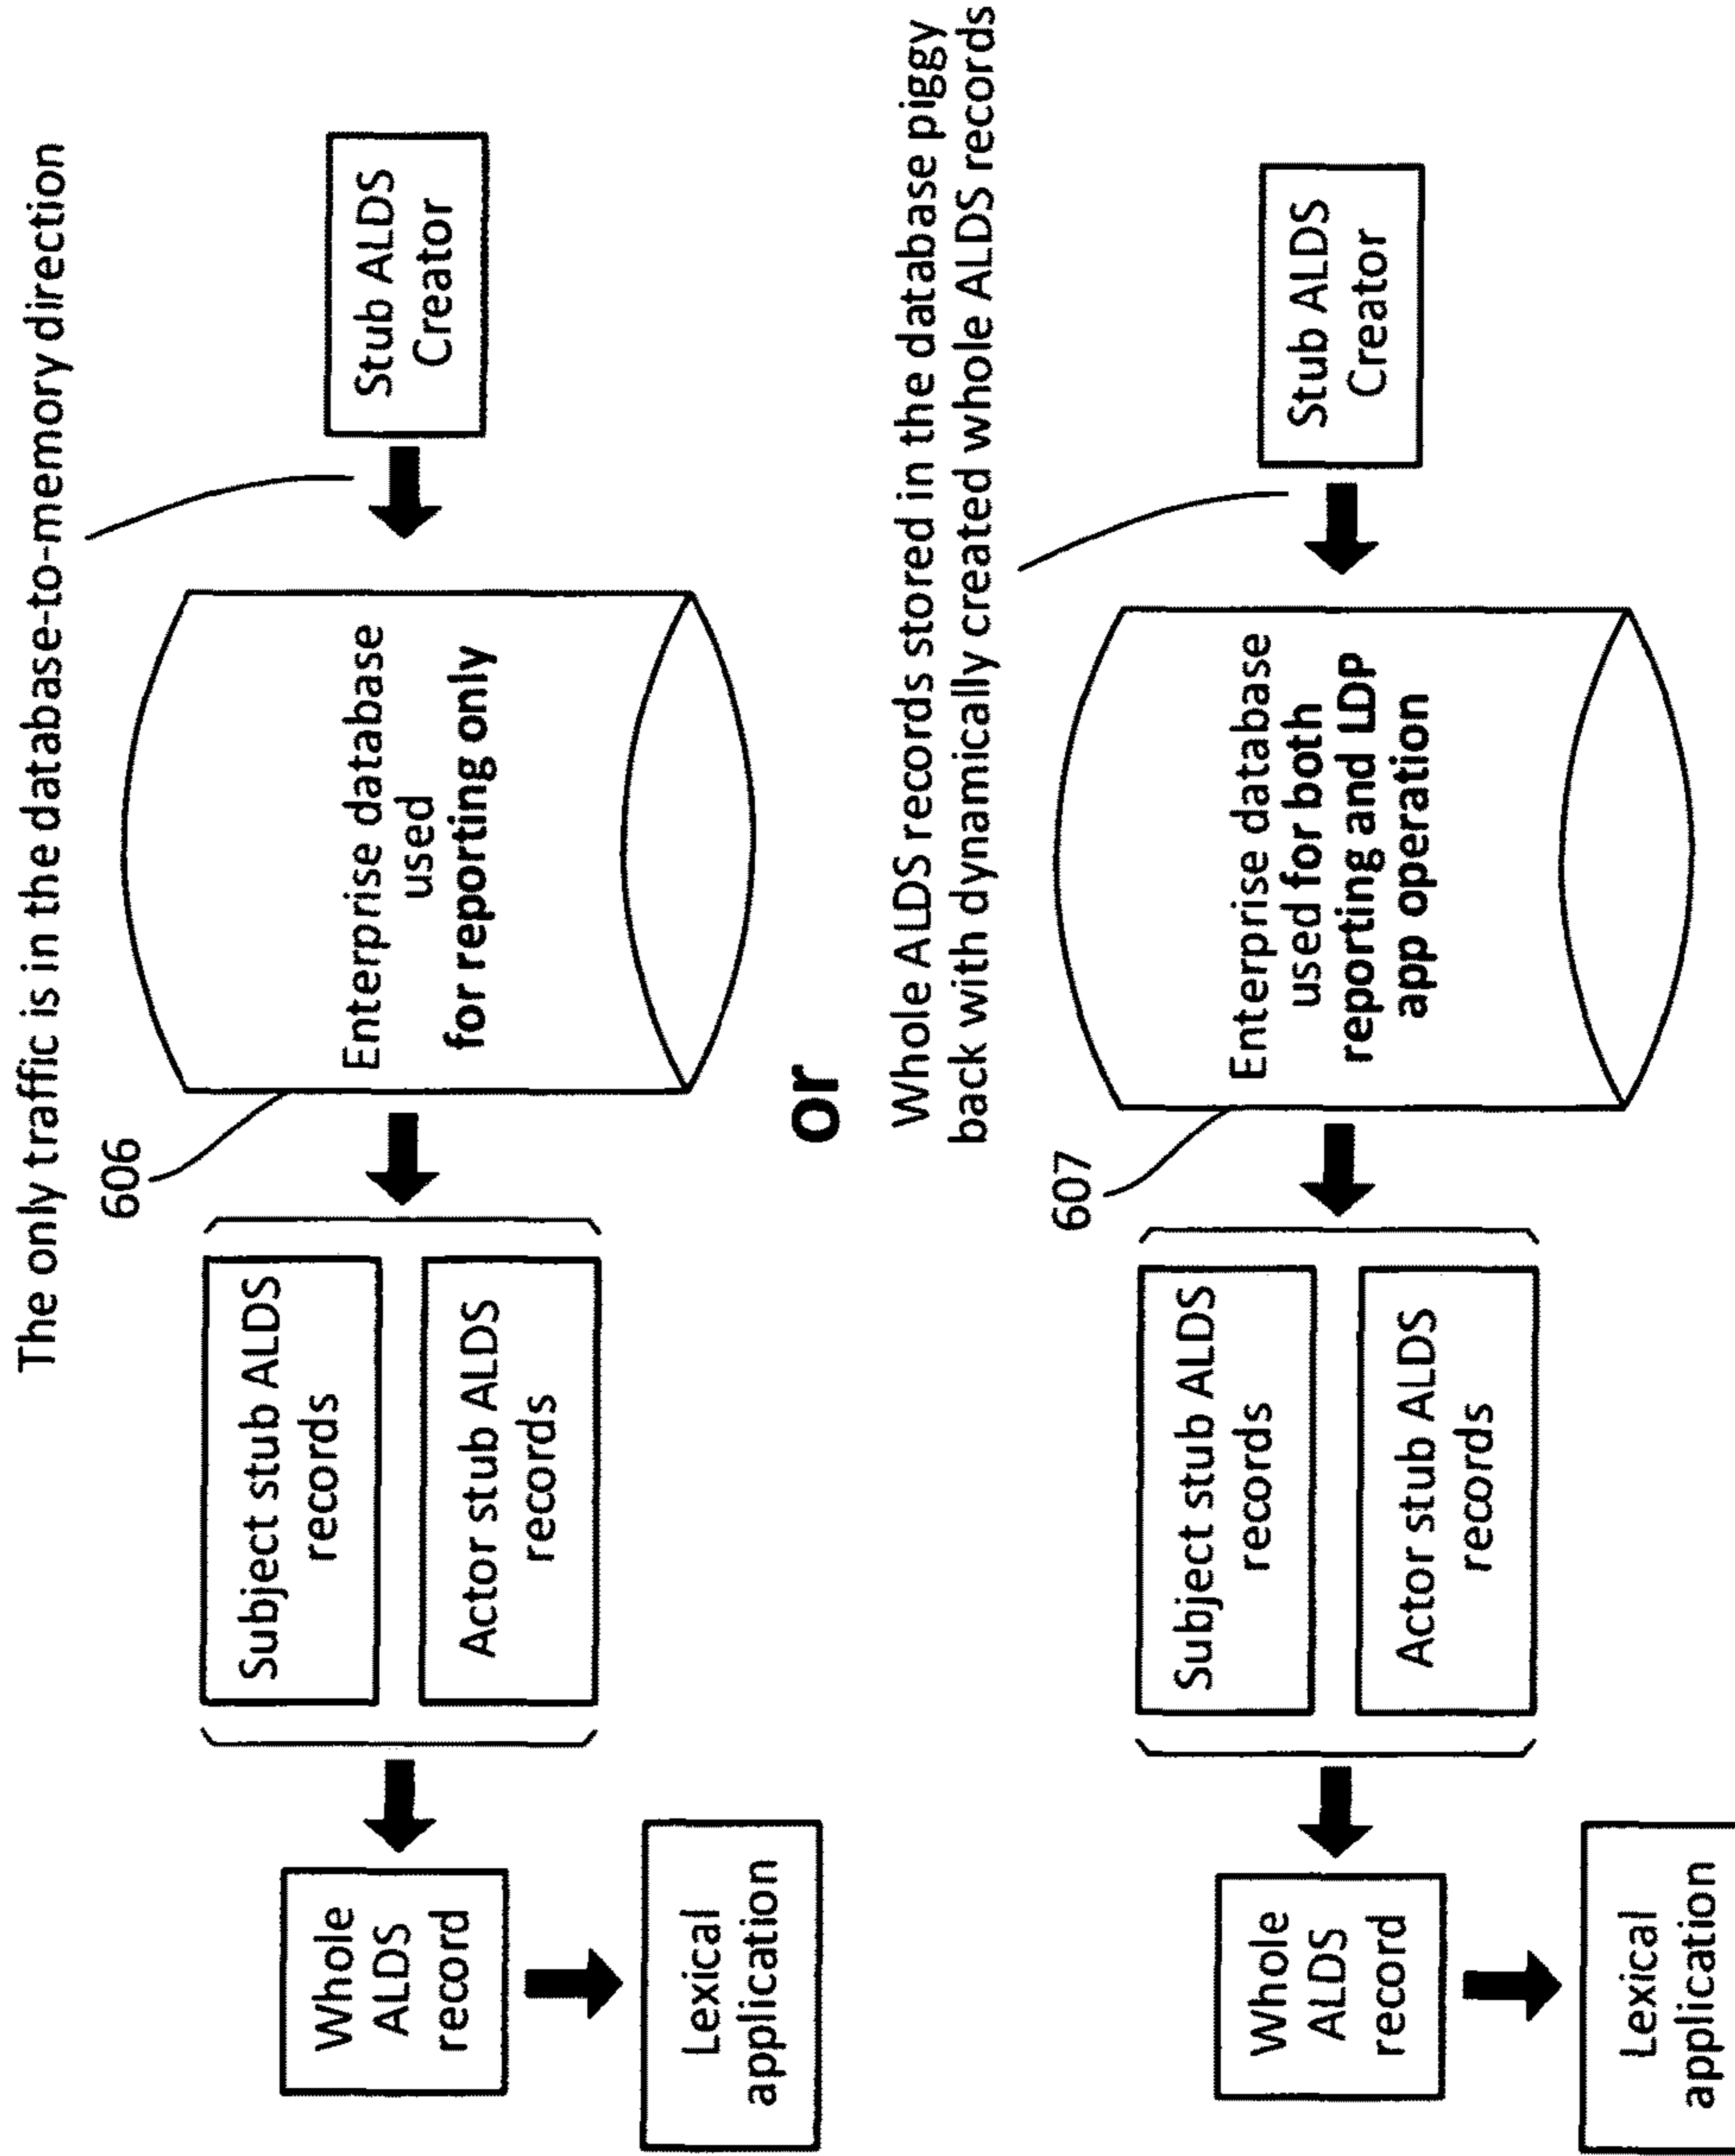 The only traffic is in the database-to-memory direction
606
Whole
ALDS
record
Lexical
application
Subject stub ALDS
records
Actor stub ALDS
records
Enterprise database
used
for reporting only
Stub ALDS
Creator
or
Whole ALDS records stored in the database piggy
back with dynamically created whole ALDS records
607
Whole
ALDS
record
Lexical
application
Subject stub ALDS
records
Actor stub ALDS
records
Enterprise database
used for both
reporting and LDP
app operation
Stub ALDS
Creator